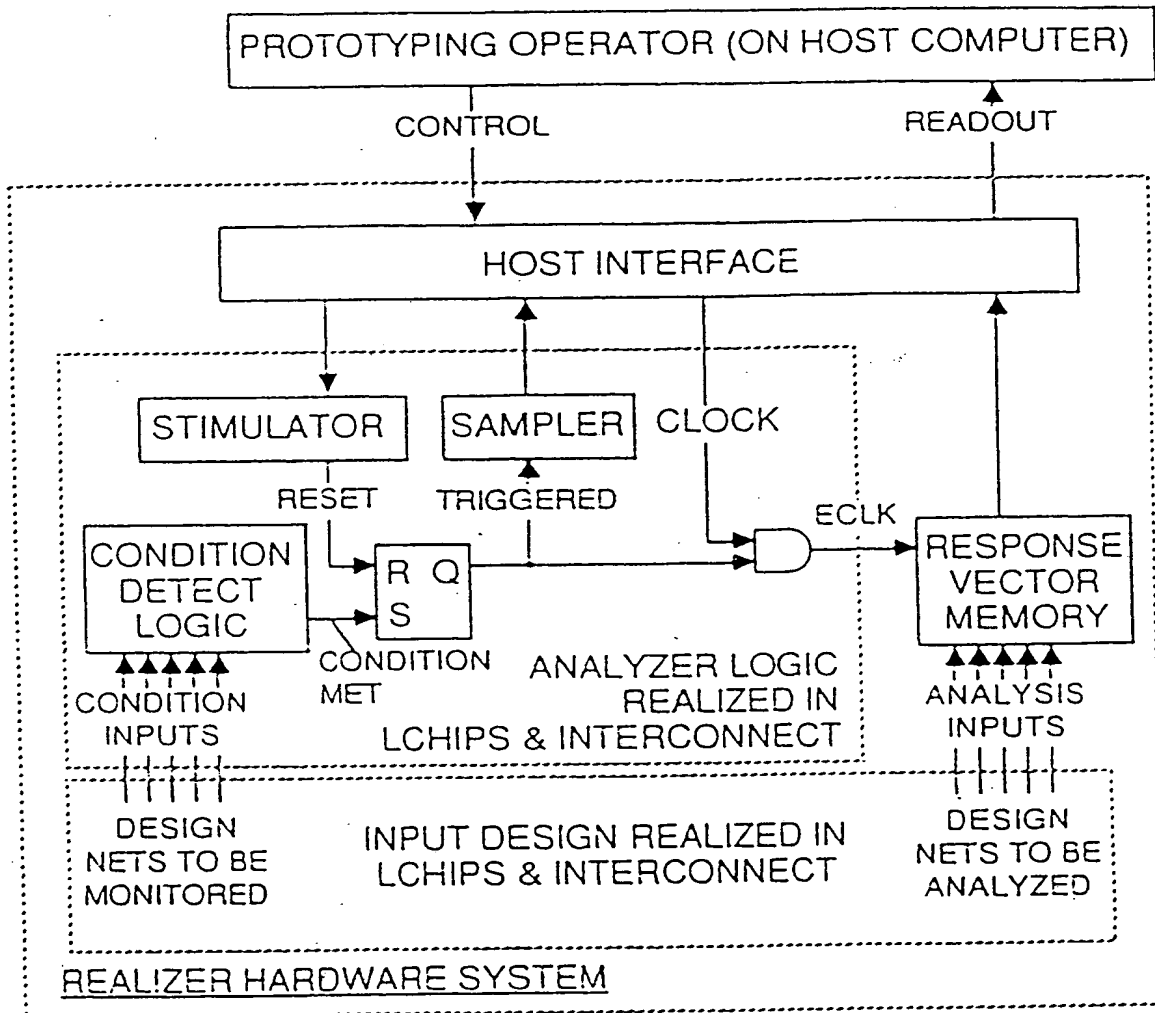 PROTOTYPING OPERATOR (ON HOST COMPUTER)
CONTROL
READOUT
HOST INTERFACE
STIMULATOR
SAMPLER
CLOCK
RESET
TRIGGERED
ECLK
CONDITION
DETECT
LOGIC
R Q
S
RESPONSE
VECTOR
MEMORY
CONDITION
MET
CONDITION
INPUTS
ANALYZER LOGIC
REALIZED IN
LCHIPS & INTERCONNECT
ANALYSIS
INPUTS
DESIGN
NETS TO BE
MONITORED
INPUT DESIGN REALIZED IN
LCHIPS & INTERCONNECT
DESIGN
NETS TO BE
ANALYZED
REALIZER HARDWARE SYSTEM